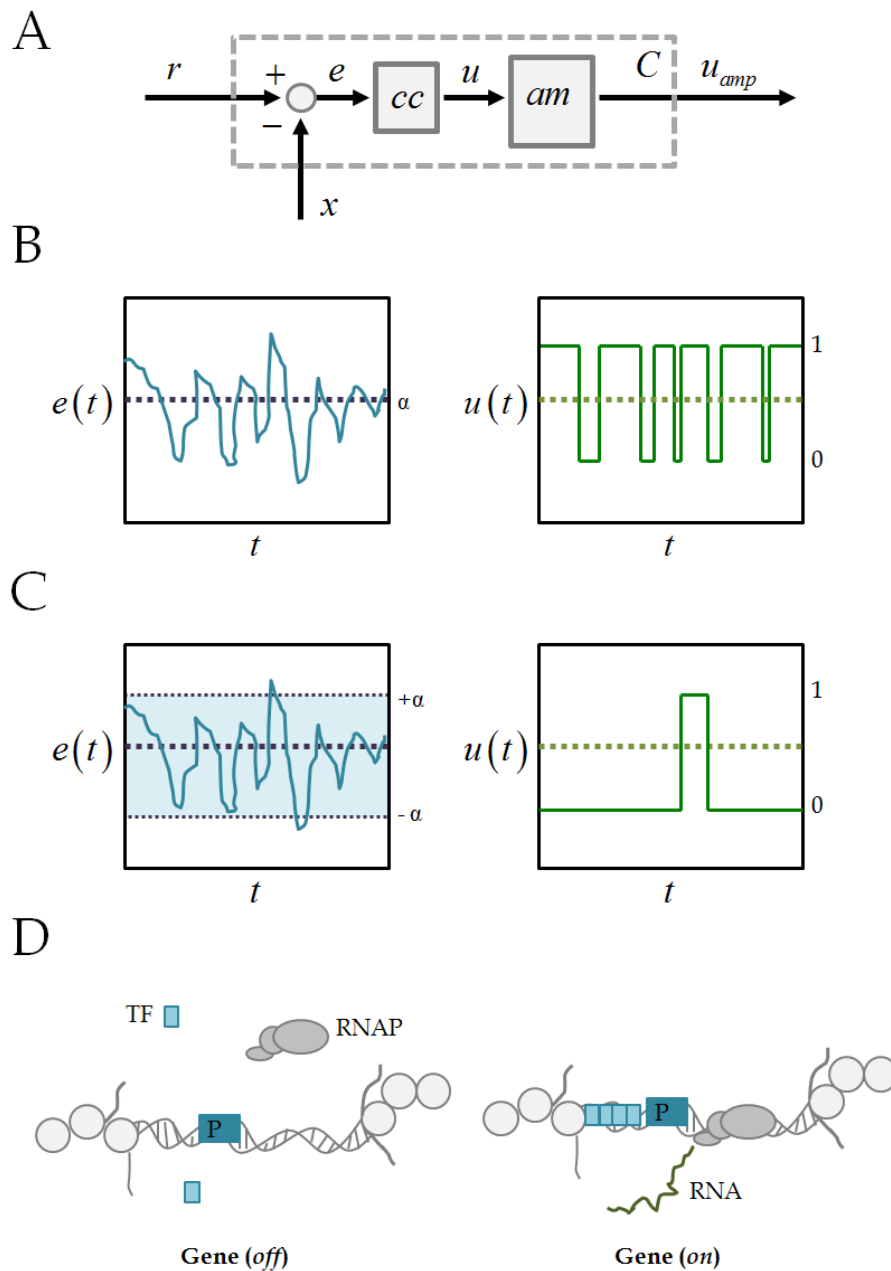 A
r
+
−
e
cc
u
am
C
u_amp
x
B
e(t)
α
t
u(t)
1
0
t
C
e(t)
+α
- α
t
u(t)
1
0
t
D
TF
RNAP
P
Gene (off)
P
RNA
Gene (on)